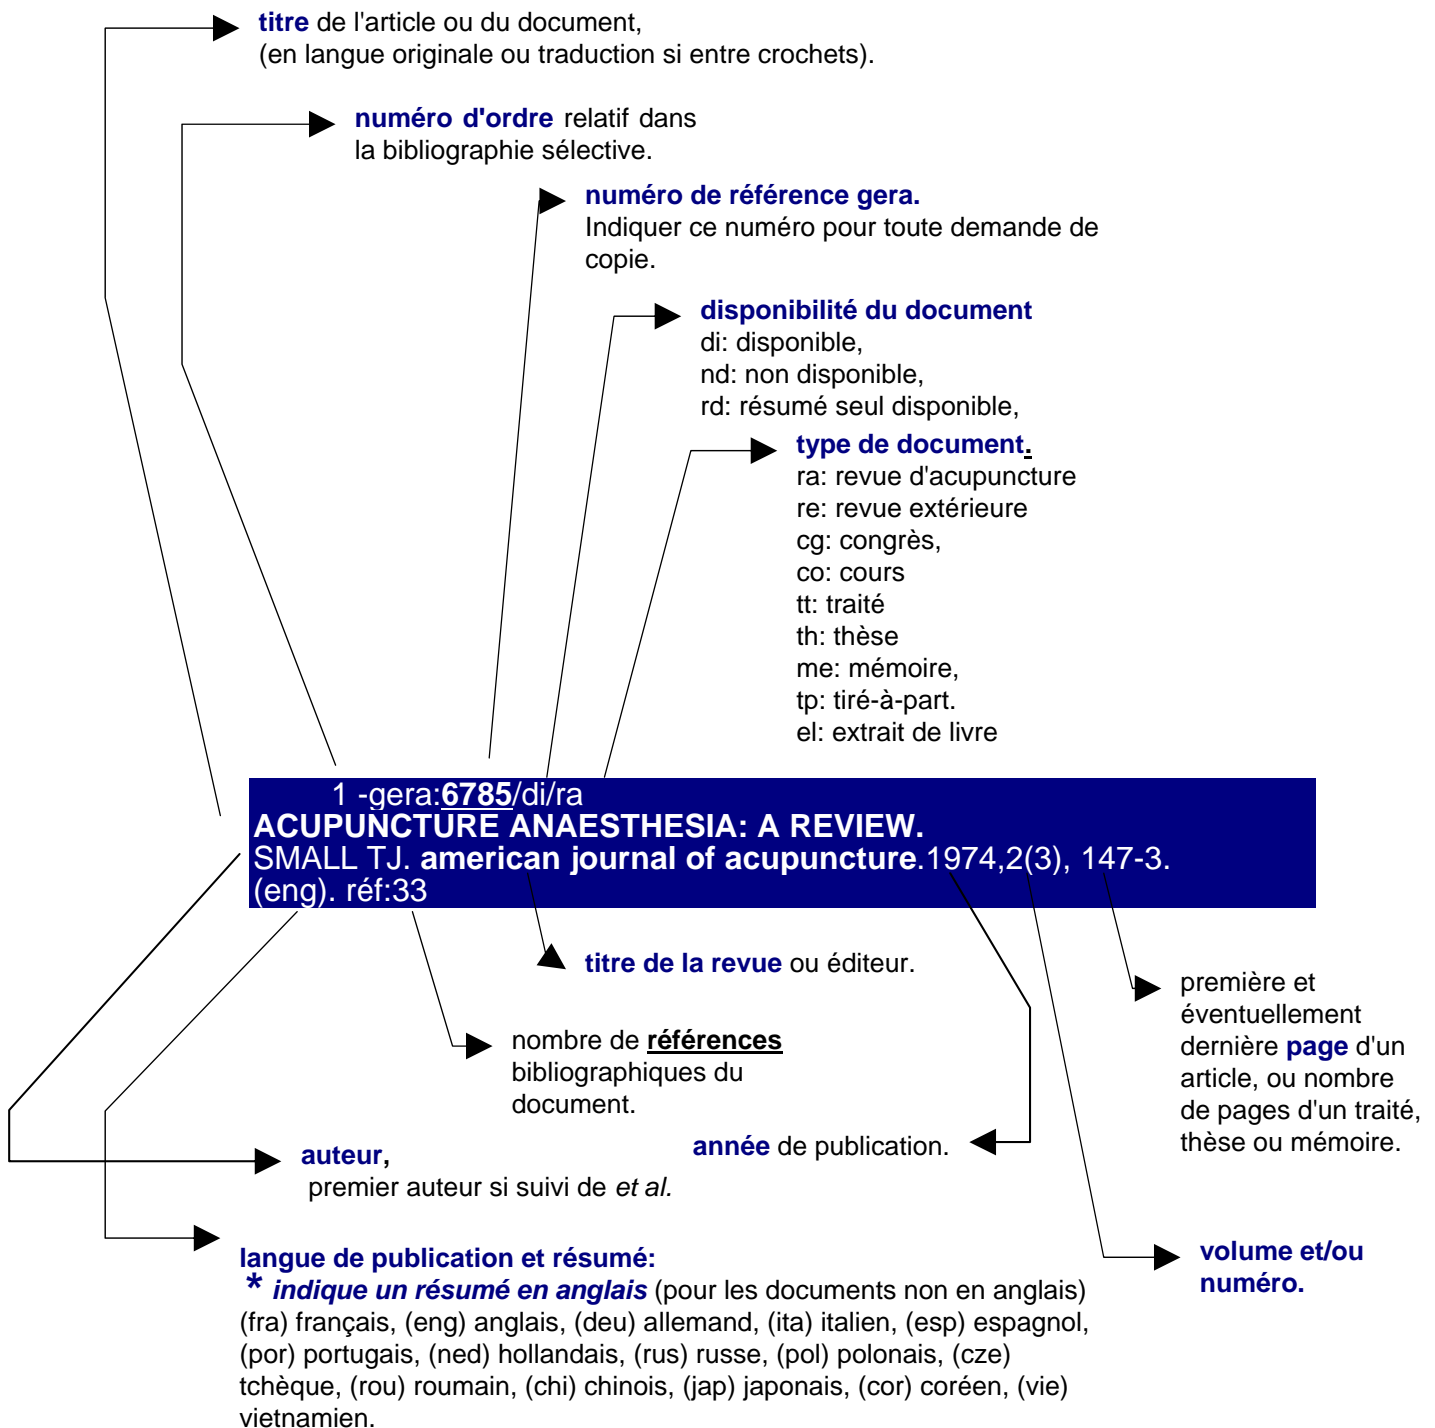 titre de l'article ou du document,
(en langue originale ou traduction si entre crochets).
numéro d'ordre relatif dans
la bibliographie sélective.
numéro de référence gera.
Indiquer ce numéro pour toute demande de
copie.
disponibilité du document
di: disponible,
nd: non disponible,
rd: résumé seul disponible,
type de document.
ra: revue d'acupuncture
re: revue extérieure
cg: congrès,
co: cours
tt: traité
th: thèse
me: mémoire,
tp: tiré-à-part.
el: extrait de livre
1 -gera:6785/di/ra
ACUPUNCTURE ANAESTHESIA: A REVIEW.
SMALL TJ. american journal of acupuncture.1974,2(3), 147-3.
(eng). réf:33
titre de la revue ou éditeur.
première et
éventuellement
dernière page d'un
article, ou nombre
de pages d'un traité,
thèse ou mémoire.
nombre de références
bibliographiques du
document.
année de publication.
auteur,
premier auteur si suivi de et al.
volume et/ou
numéro.
langue de publication et résumé:
* indique un résumé en anglais (pour les documents non en anglais)
(fra) français, (eng) anglais, (deu) allemand, (ita) italien, (esp) espagnol,
(por) portugais, (ned) hollandais, (rus) russe, (pol) polonais, (cze)
tchèque, (rou) roumain, (chi) chinois, (jap) japonais, (cor) coréen, (vie)
vietnamien.